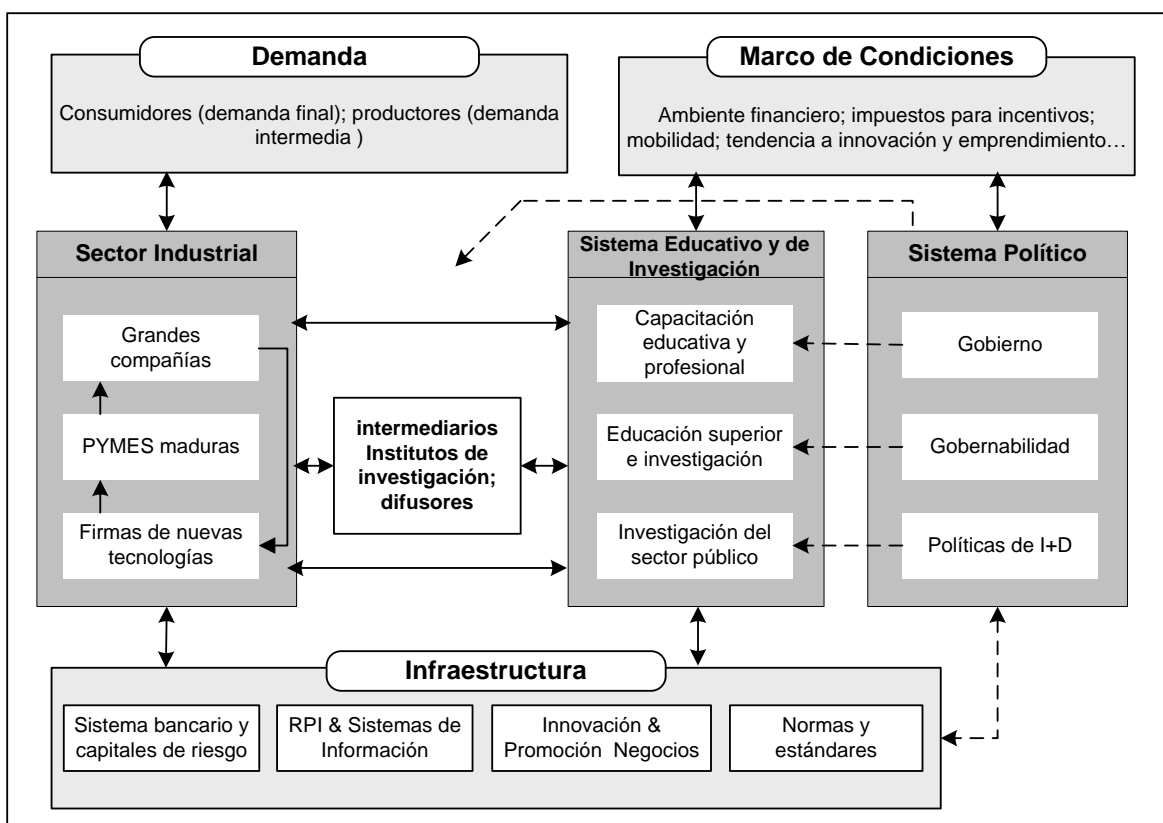 Demanda
Consumidores (demanda final); productores (demanda
intermedia )
Marco de Condiciones
Ambiente financiero; impuestos para incentivos;
mobilidad; tendencia a innovación y emprendimiento…
Sector Industrial
Grandes
compañías
PYMES maduras
Firmas de nuevas
tecnologías
intermediarios
Institutos de
investigación;
difusores
Sistema Educativo y de
Investigación
Capacitación
educativa y
profesional
Educación superior
e investigación
Investigación del
sector público
Sistema Político
Gobierno
Gobernabilidad
Políticas de I+D
Infraestructura
Sistema bancario y
capitales de riesgo
RPI & Sistemas de
Información
Innovación &
Promoción  Negocios
Normas y
estándares